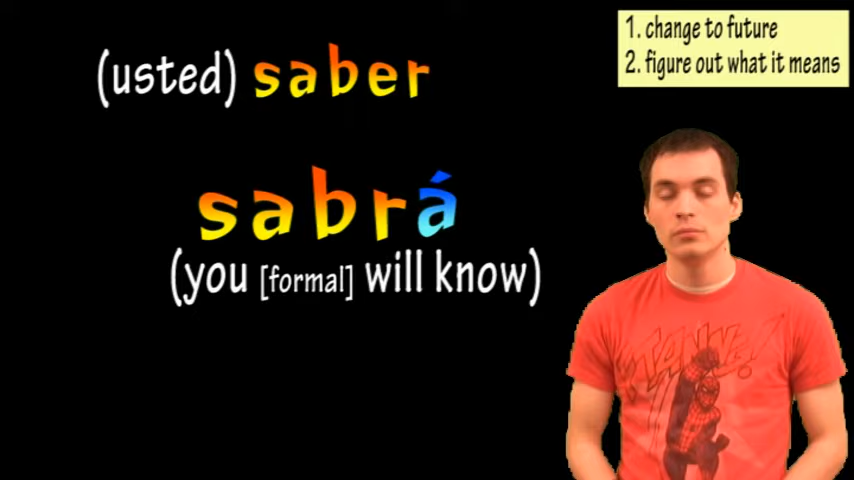 (usted) saber
1. change to future
2. figure out what it means
sabrá
(you [formal] will know)